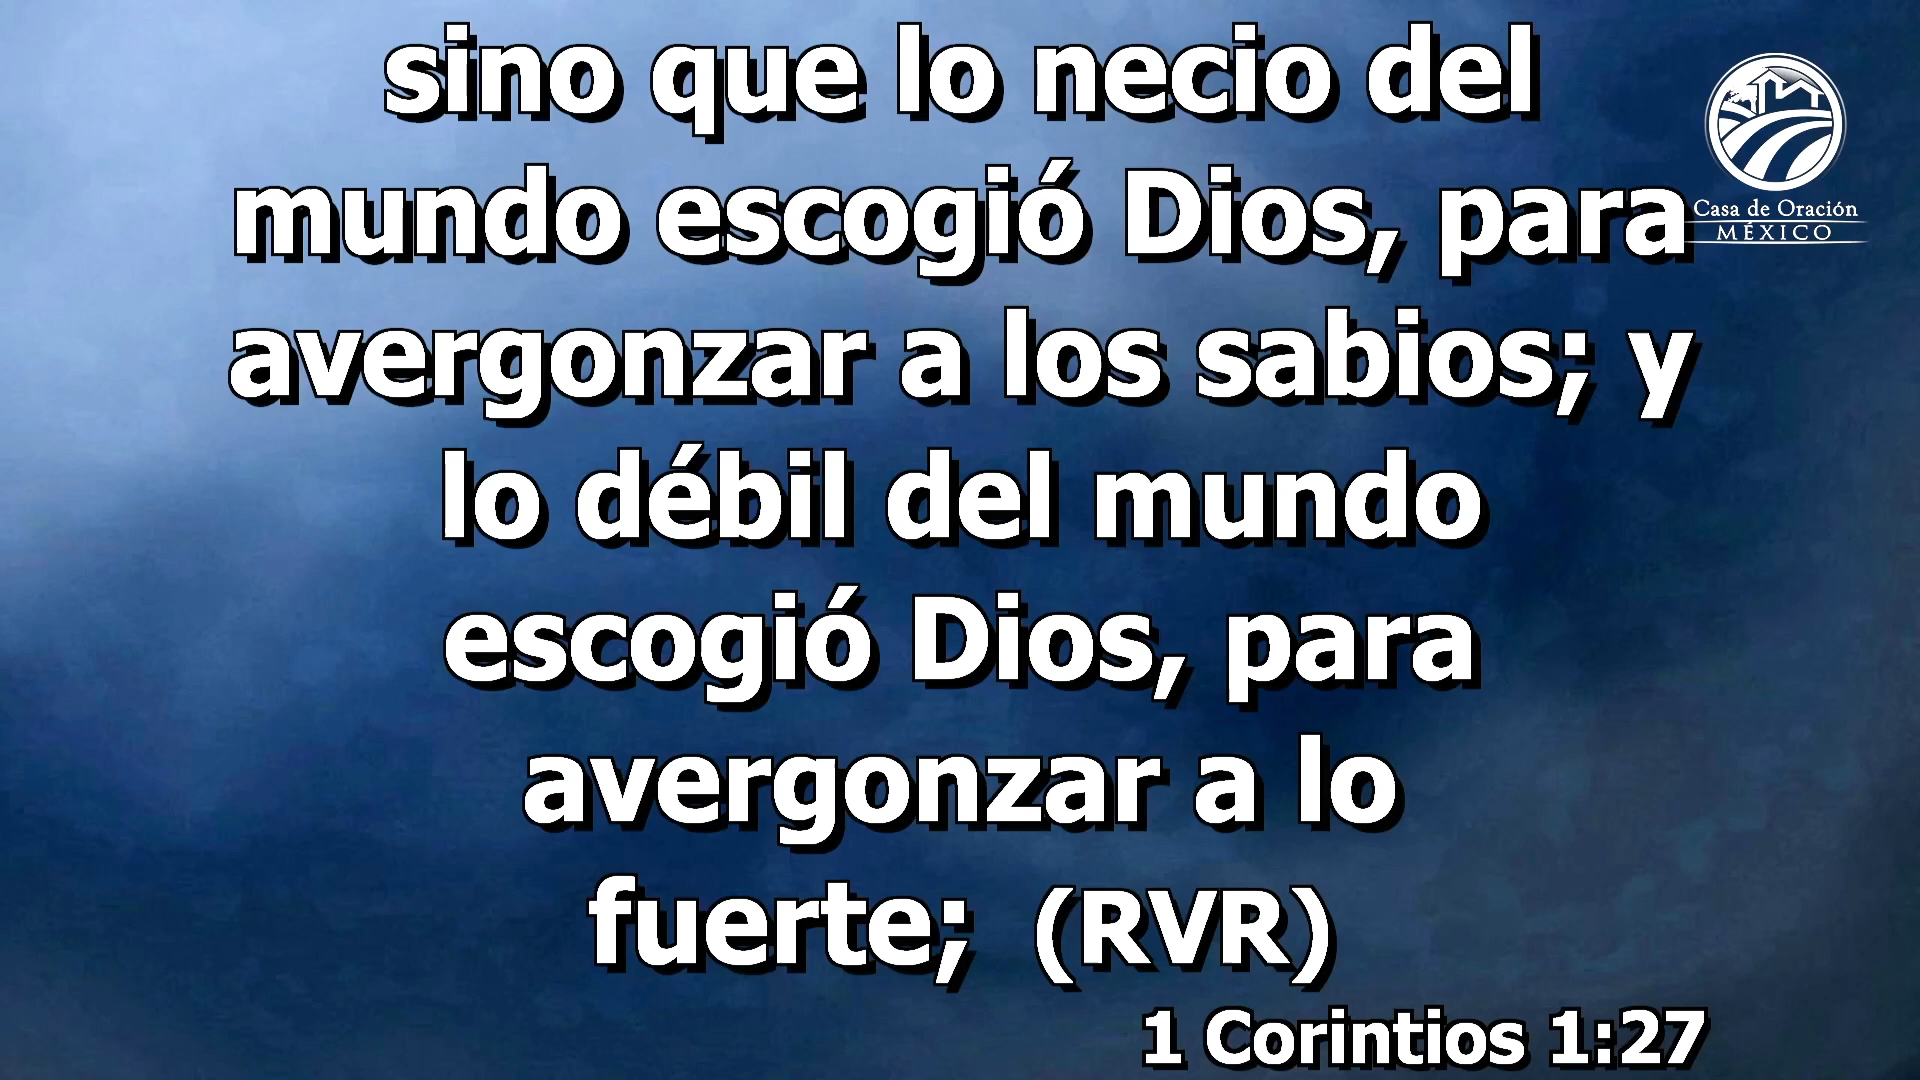 sino que lo necio del
mundo escogió Dios, para
avergonzar a los sabios; y
lo débil del mundo
escogió Dios, para
avergonzar a lo
fuerte; (RVR)
1 Corintios 1:27
Casa de Oración
MÉXICO